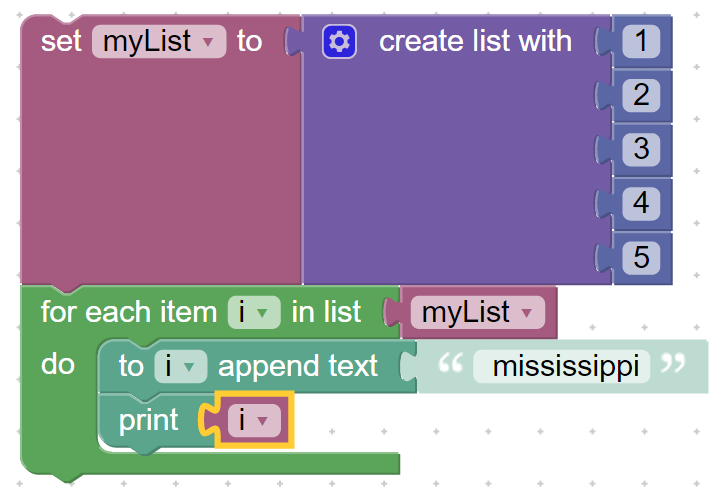 set myList to create list with 1
2
3
4
5
for each item i in list myList
do to i append text “ mississippi ”
print i